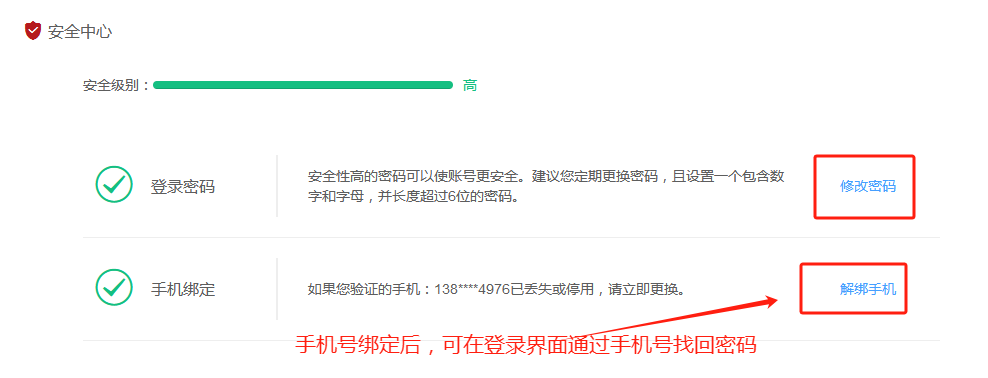 安全中心
安全级别：高
登录密码
安全性高的密码可以使账号更安全。建议您定期更换密码，且设置一个包含数
字和字母，并长度超过6位的密码。
修改密码
手机绑定
如果您验证的手机：138****4976已丢失或停用，请立即更换。
解绑手机
手机号绑定后，可在登录界面通过手机号找回密码